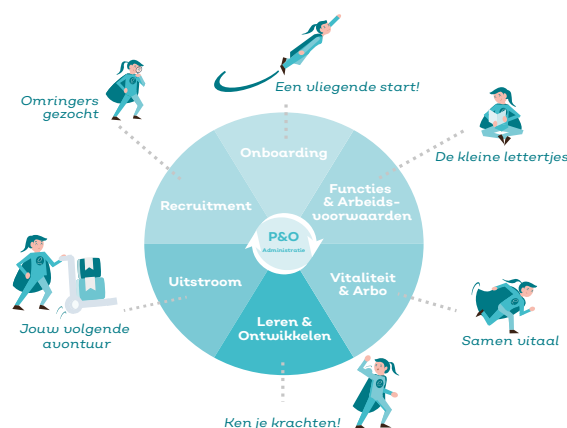 Een vliegende start!
Omringers
gezocht
De kleine lettertjes
Onboarding
Functies
& Arbeids-
voorwaarden
Recruitment
P&O
Administratie
Uitstroom
Vitaliteit
& Arbo
Leren &
Ontwikkelen
Jouw volgende
avontuur
Samen vitaal
Ken je krachten!